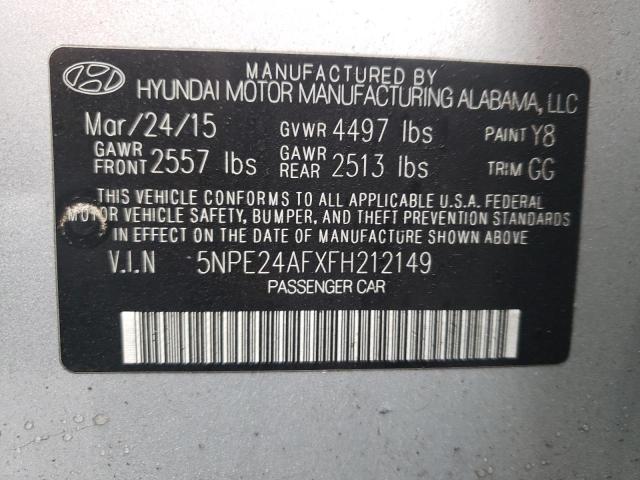 MANUFACTURED BY
HYUNDAI MOTOR MANUFACTURING ALABAMA, LLC
Mar/24/15 GVWR 4497 lbs PAINT Y8
GAWR FRONT 2557 lbs GAWR REAR 2513 lbs TRIM GG
THIS VEHICLE CONFORMS TO ALL APPLICABLE U.S.A. FEDERAL
MOTOR VEHICLE SAFETY, BUMPER, AND THEFT PREVENTION STANDARDS
IN EFFECT ON THE DATE OF MANUFACTURE SHOWN ABOVE.
V.I.N 5NPE24AFXFH212149
PASSENGER CAR